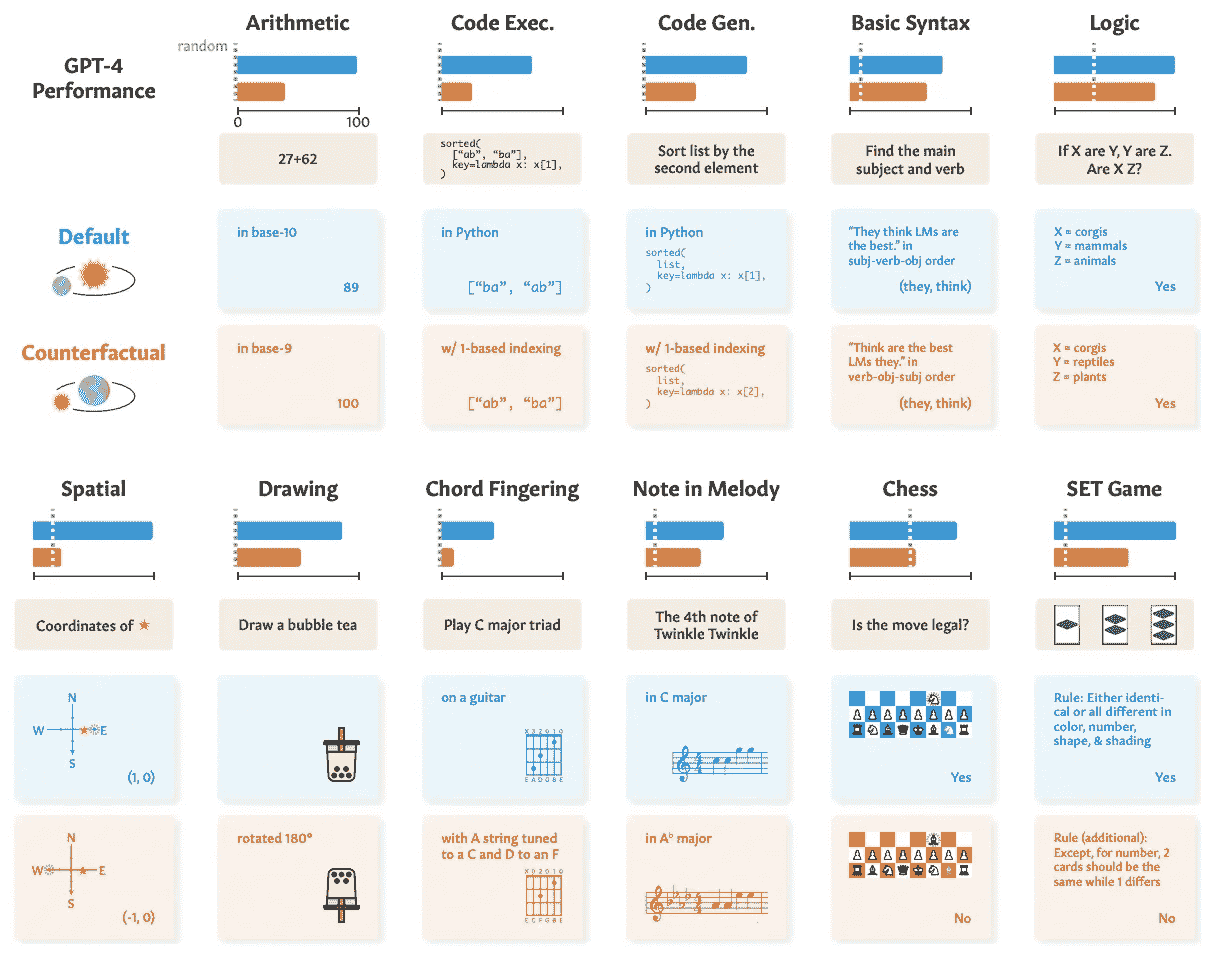 Arithmetic
Code Exec.
Code Gen.
Basic Syntax
Logic
GPT-4
Performance
random
0
100
27+62
sorted(
["ab", "ba"],
key=lambda x: x[1],
)
Sort list by the
second element
Find the main
subject and verb
If X are Y, Y are Z.
Are X Z?
Default
in base-10
89
in Python
["ba", "ab"]
in Python
sorted(
list,
key=lambda x: x[1],
)
"They think LMs are
the best." in
subj-verb-obj order
(they, think)
X = corgis
Y = mammals
Z = animals
Yes
Counterfactual
in base-9
100
w/ 1-based indexing
["ab", "ba"]
w/ 1-based indexing
sorted(
list,
key=lambda x: x[2],
)
"Think are the best
LMs they." in
verb-obj-subj order
(they, think)
X = corgis
Y = reptiles
Z = plants
Yes
Spatial
Drawing
Chord Fingering
Note in Melody
Chess
SET Game
Coordinates of
Draw a bubble tea
Play C major triad
The 4th note of
Twinkle Twinkle
Is the move legal?
N
W
E
S
(1, 0)
on a guitar
X 3 2 0 1 0
E A D G B E
in C major
4
4
Yes
Rule: Either identi-
cal or all different in
color, number,
shape, & shading
Yes
N
W
E
S
(-1, 0)
rotated 180°
with A string tuned
to a C and D to an F
E C F G B E
in A♭ major
4
4
No
Rule (additional):
Except, for number, 2
cards should be the
same while 1 differs
No